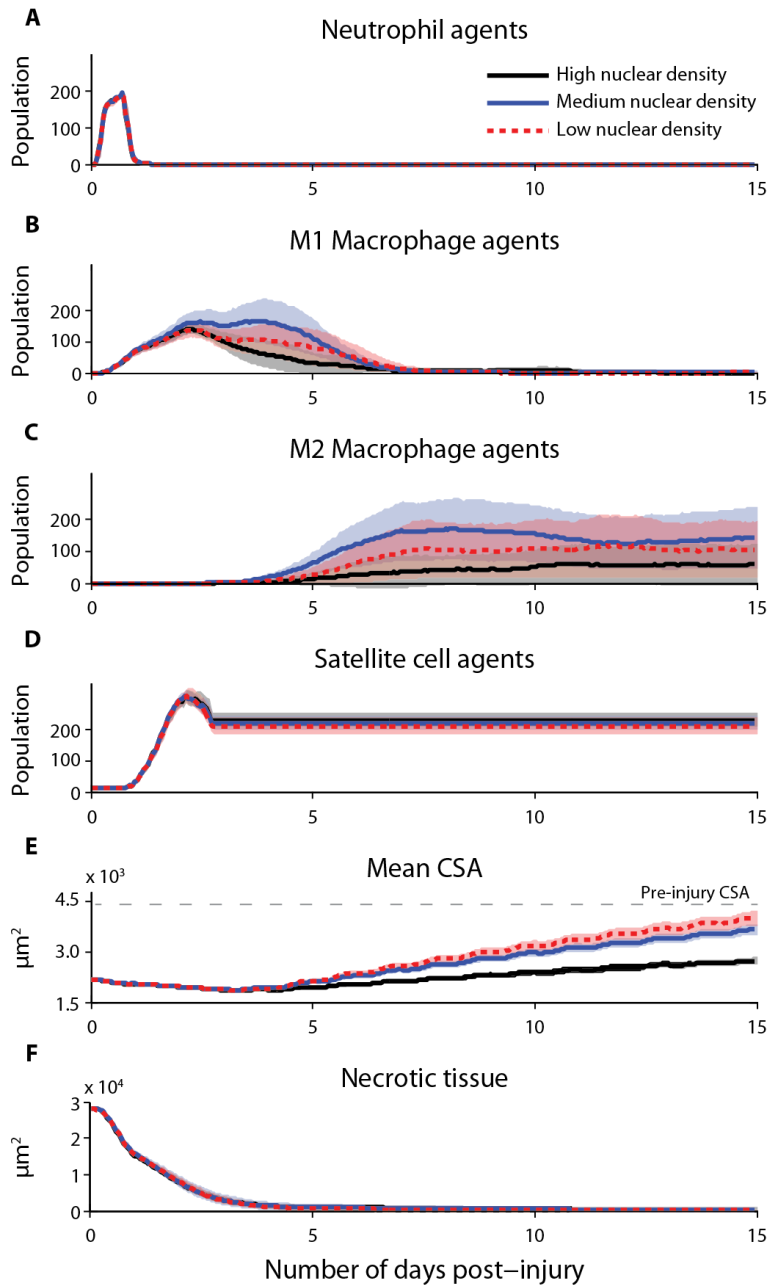 A
Neutrophil agents
Population
200
100
0
High nuclear density
Medium nuclear density
Low nuclear density
0 5 10 15
B
M1 Macrophage agents
Population
200
100
0
0 5 10 15
C
M2 Macrophage agents
Population
200
100
0
0 5 10 15
D
Satellite cell agents
Population
200
100
0
0 5 10 15
E
x 10³
Mean CSA
Pre-injury CSA
µm²
4.5
3.0
1.5
0 5 10 15
F
x 10⁴
Necrotic tissue
µm²
3
2
1
0
0 5 10 15
Number of days post−injury